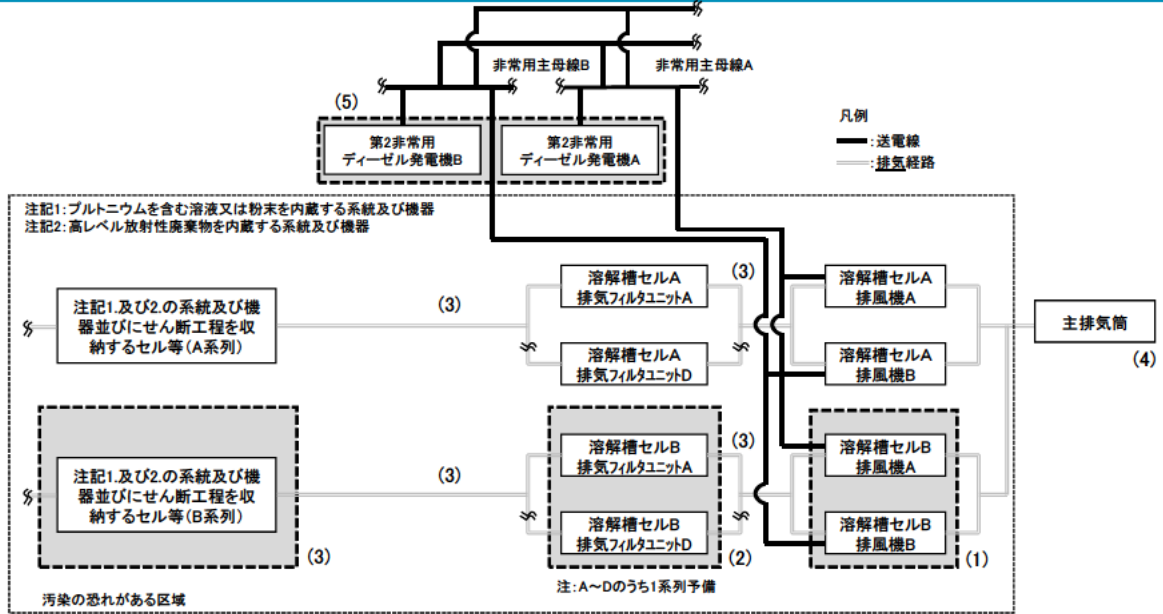 非常用主母線B
非常用主母線A
(5)
第2非常用
ディーゼル発電機B
第2非常用
ディーゼル発電機A
凡例
:送電線
:排気経路
注記1:プルトニウムを含む溶液又は粉末を内蔵する系統及び機器
注記2:高レベル放射性廃棄物を内蔵する系統及び機器
注記1.及び2.の系統及び機
器並びにせん断工程を収
納するセル等(A系列)
(3)
溶解槽セルA
排気フィルタユニットA
(3)
溶解槽セルA
排気フィルタユニットD
溶解槽セルA
排風機A
溶解槽セルA
排風機B
主排気筒
(4)
注記1.及び2.の系統及び機
器並びにせん断工程を収
納するセル等(B系列)
(3)
(3)
溶解槽セルB
排気フィルタユニットA
(3)
溶解槽セルB
排気フィルタユニットD
(2)
溶解槽セルB
排風機A
溶解槽セルB
排風機B
(1)
注:A~Dのうち1系列予備
汚染の恐れがある区域